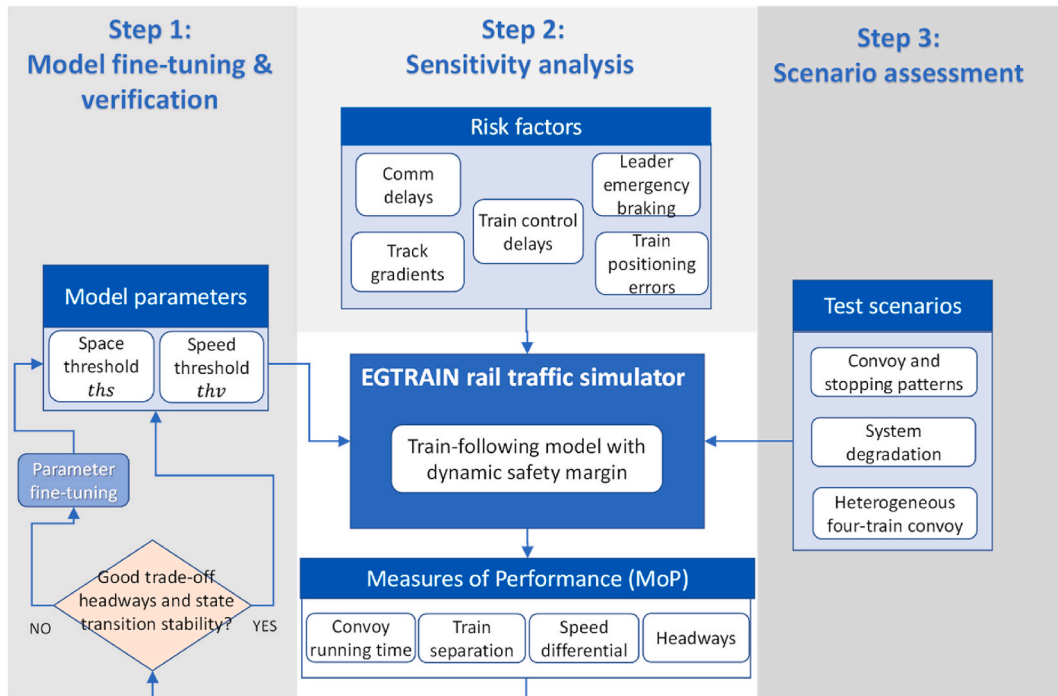 Step 1:
Model fine-tuning &
verification
Step 2:
Sensitivity analysis
Step 3:
Scenario assessment
Risk factors
Comm
delays
Leader
emergency
braking
Train control
delays
Track
gradients
Train
positioning
errors
Model parameters
Space
threshold
ths
Speed
threshold
thv
Test scenarios
Convoy and
stopping patterns
System
degradation
Heterogeneous
four-train convoy
EGTRAIN rail traffic simulator
Train-following model with
dynamic safety margin
Parameter
fine-tuning
Good trade-off
headways and state
transition stability?
NO
YES
Measures of Performance (MoP)
Convoy
running time
Train
separation
Speed
differential
Headways